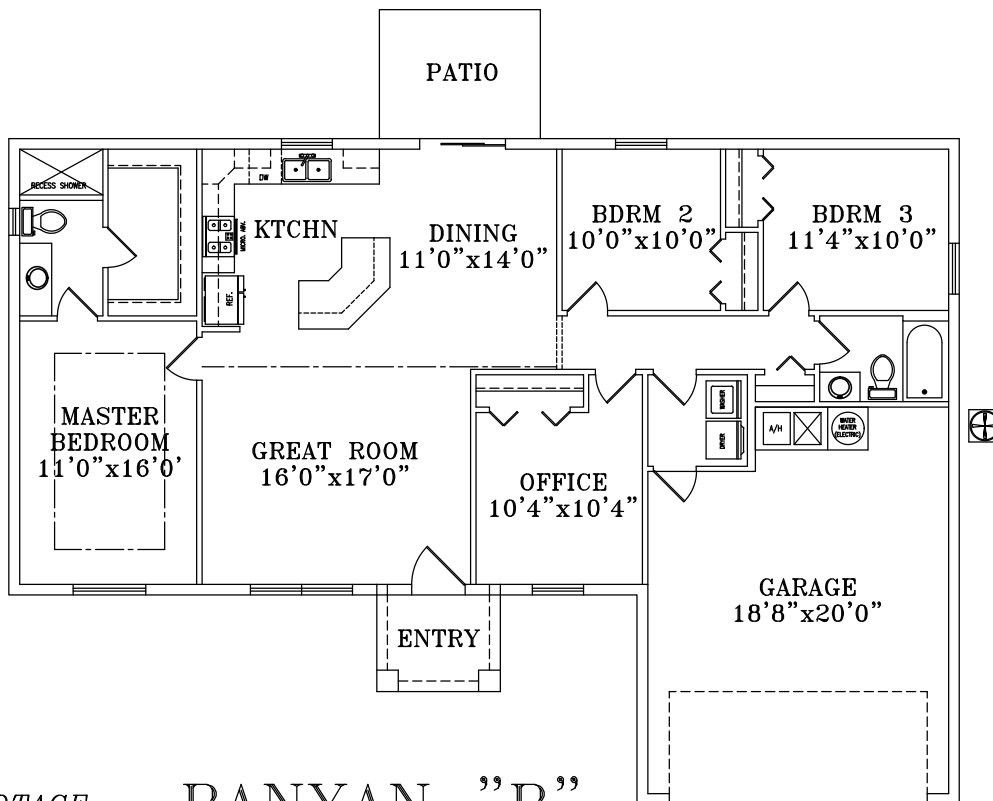 PATIO
RECESS SHOWER
DW
KTCHN
REF.
DINING
11'0"x14'0"
BDRM 2
10'0"x10'0"
BDRM 3
11'4"x10'0"
MASTER
BEDROOM
11'0"x16'0'
GREAT ROOM
16'0"x17'0"
OFFICE
10'4"x10'4"
WASHER
DRYER
A/H
WATER
HEATER
(ELECTRIC)
GARAGE
18'8"x20'0"
ENTRY
BANYAN "B"